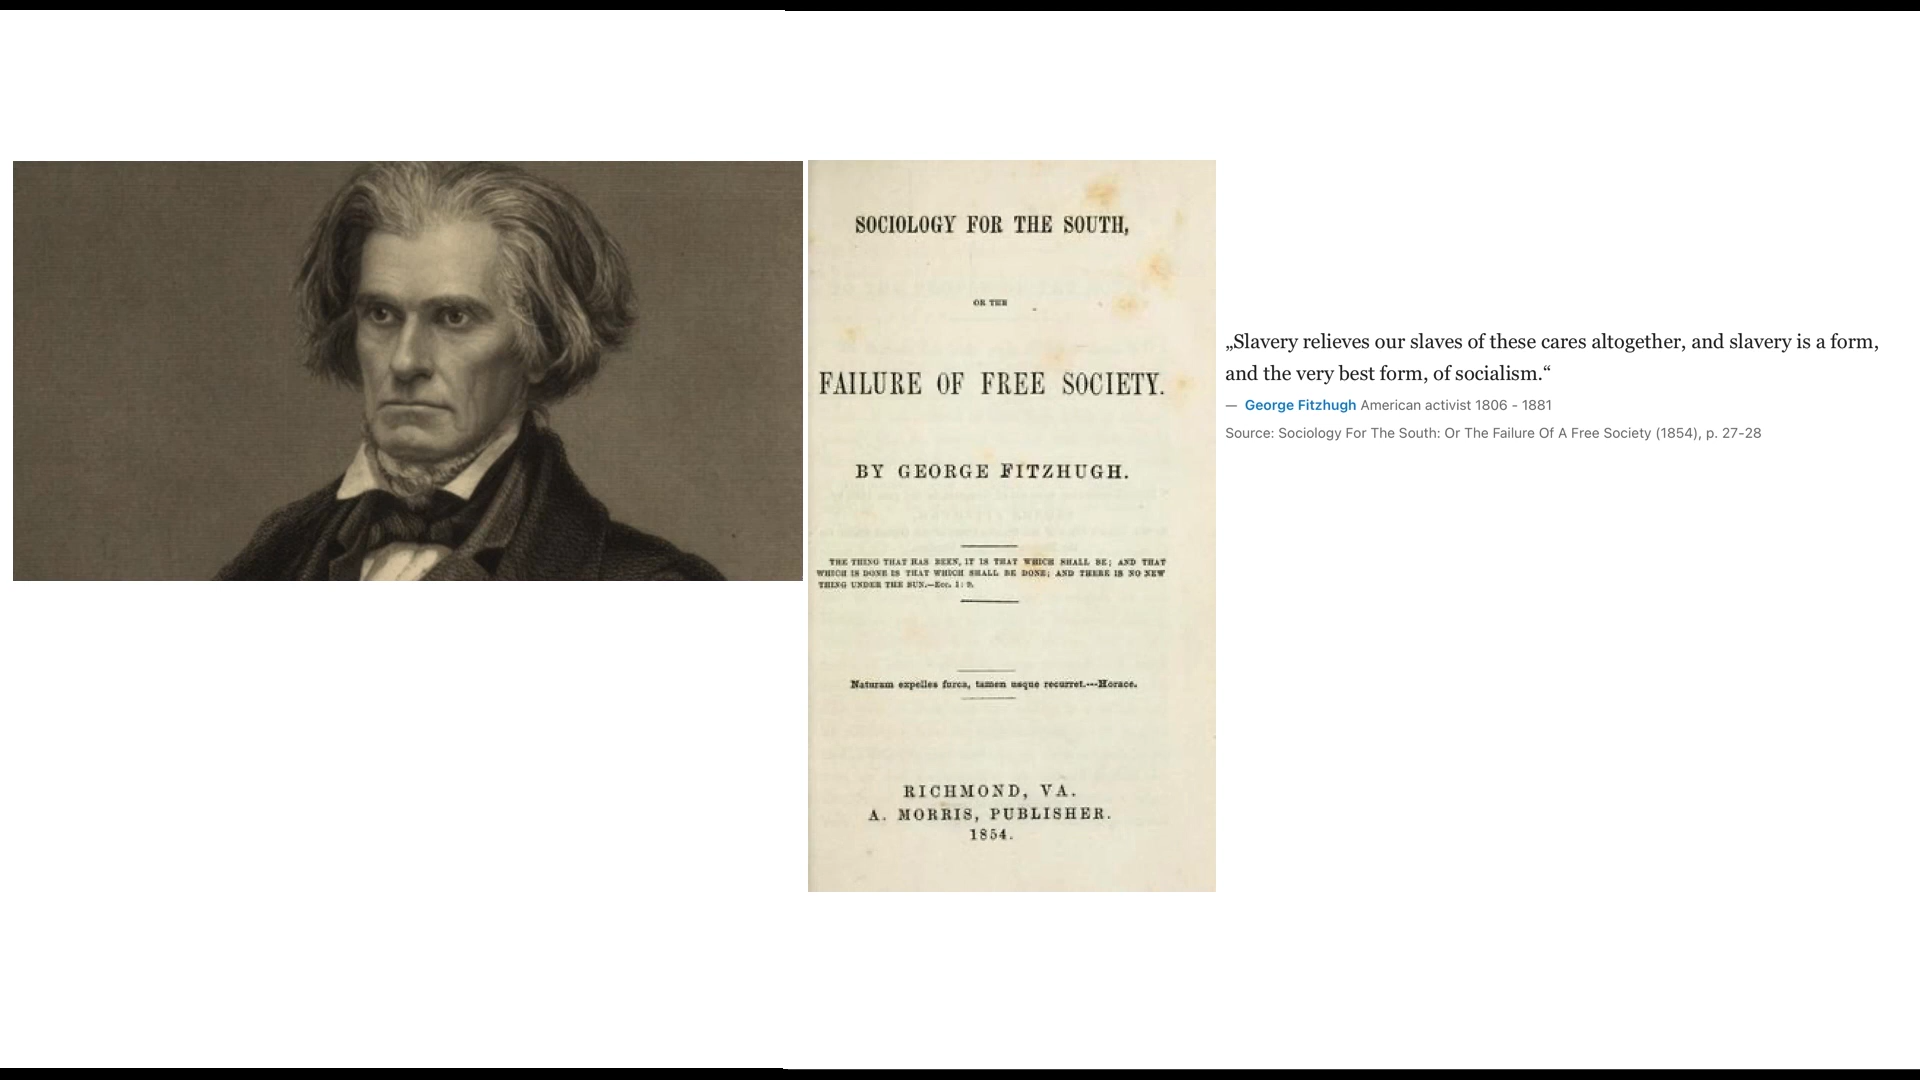 SOCIOLOGY FOR THE SOUTH,
OR THE
FAILURE OF FREE SOCIETY.
BY GEORGE FITZHUGH.
THE THING THAT HAS BEEN, IT IS THAT WHICH SHALL BE; AND THAT
WHICH IS DONE IS THAT WHICH SHALL BE DONE; AND THERE IS NO NEW
THING UNDER THE SUN.—Ecc. 1: 9.
Naturam expelles furca, tamen usque recurret.---Horace.
RICHMOND, VA.
A. MORRIS, PUBLISHER.
1854.
„Slavery relieves our slaves of these cares altogether, and slavery is a form,
and the very best form, of socialism.“
— George Fitzhugh American activist 1806 - 1881
Source: Sociology For The South: Or The Failure Of A Free Society (1854), p. 27-28